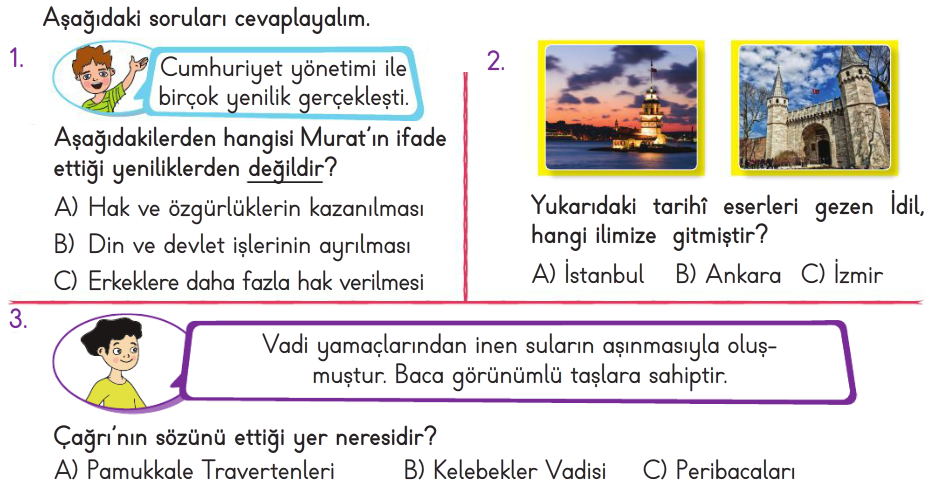 Aşağıdaki soruları cevaplayalım.
1.
Cumhuriyet yönetimi ile
birçok yenilik gerçekleşti.
Aşağıdakilerden hangisi Murat'ın ifade
ettiği yeniliklerden değildir?
A) Hak ve özgürlüklerin kazanılması
B) Din ve devlet işlerinin ayrılması
C) Erkeklere daha fazla hak verilmesi
2.
Yukarıdaki tarihî eserleri gezen İdil,
hangi ilimize gitmiştir?
A) İstanbul B) Ankara C) İzmir
3.
Vadi yamaçlarından inen suların aşınmasıyla oluş-
muştur. Baca görünümlü taşlara sahiptir.
Çağrı'nın sözünü ettiği yer neresidir?
A) Pamukkale Travertenleri B) Kelebekler Vadisi C) Peribacaları